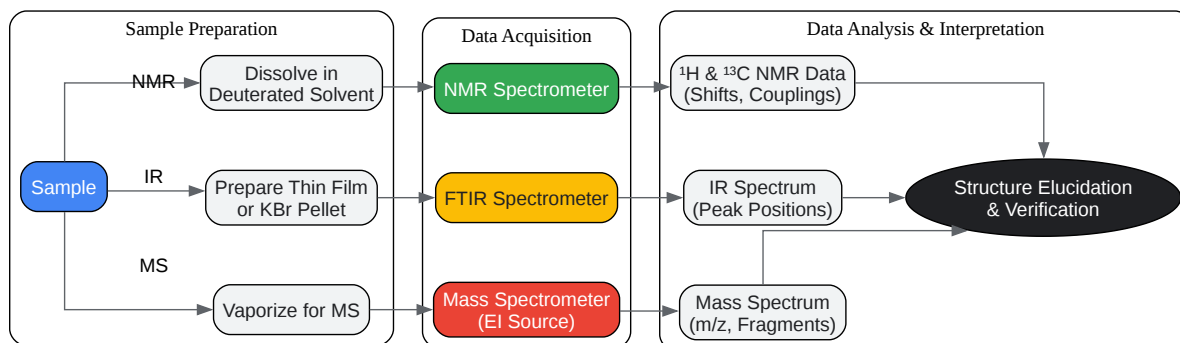 Sample Preparation
Data Acquisition
Data Analysis & Interpretation
NMR
Dissolve in
Deuterated Solvent
NMR Spectrometer
¹H & ¹³C NMR Data
(Shifts, Couplings)
Sample
IR
Prepare Thin Film
or KBr Pellet
FTIR Spectrometer
IR Spectrum
(Peak Positions)
Structure Elucidation
& Verification
MS
Vaporize for MS
Mass Spectrometer
(EI Source)
Mass Spectrum
(m/z, Fragments)